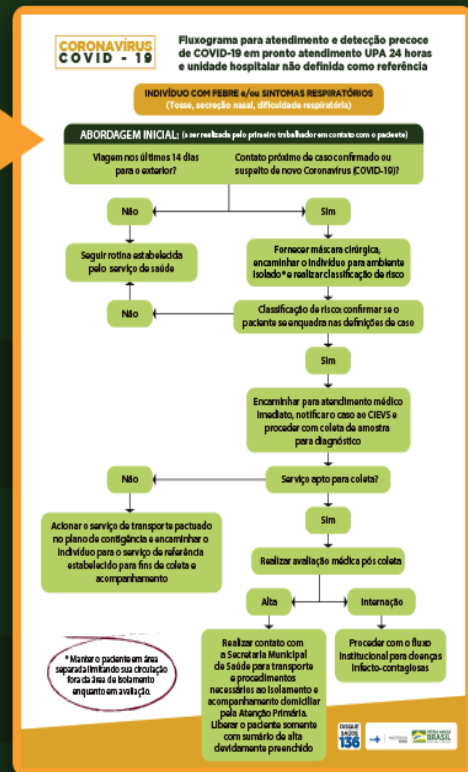 CORONAVÍRUS
COVID - 19
Fluxograma para atendimento e detecção precoce
de COVID-19 em pronto atendimento UPA 24 horas
e unidade hospitalar não definida como referência
INDIVÍDUO COM FEBRE e/ou SINTOMAS RESPIRATÓRIOS
(Tosse, secreção nasal, dificuldade respiratória)
ABORDAGEM INICIAL: (a ser realizada pelo primeiro trabalhador em contato com o paciente)
Viagem nos últimos 14 dias
para o exterior?
Contato próximo de caso confirmado ou
suspeito de novo Coronavírus (COVID-19)?
Não
Sim
Seguir rotina estabelecida
pelo serviço de saúde
Fornecer máscara cirúrgica,
encaminhar o indivíduo para ambiente
isolado* e realizar classificação de risco
Não
Classificação de risco: confirmar se o
paciente se enquadra nas definições de caso
Sim
Encaminhar para atendimento médico
imediato, notificar o caso ao CIEVS e
proceder com coleta de amostra
para diagnóstico
Não
Serviço apto para coleta?
Sim
Acionar o serviço de transporte pactuado
no plano de contigência e encaminhar o
indivíduo para o serviço de referência
estabelecido para fins de coleta e
acompanhamento
Realizar avaliação médica pós coleta
Alta
Internação
Realizar contato com
a Secretaria Municipal
de Saúde para transporte
e procedimentos
necessários ao isolamento e
acompanhamento domiciliar
pela Atenção Primária.
Liberar o paciente somente
com sumário de alta
devidamente preenchido
Proceder com o fluxo
institucional para doenças
infecto-contagiosas
* Manter o paciente em área
separada limitando sua circulação
fora da área de isolamento
enquanto em avaliação.
DISQUE
SAÚDE
136
PÁTRIA AMADA
BRASIL